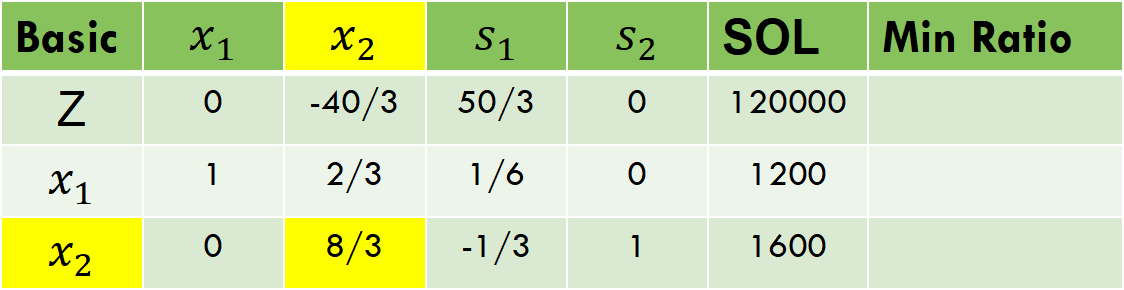 Basic x₁ x₂ s₁ s₂ SOL Min Ratio
Z 0 -40/3 50/3 0 120000
x₁ 1 2/3 1/6 0 1200
x₂ 0 8/3 -1/3 1 1600